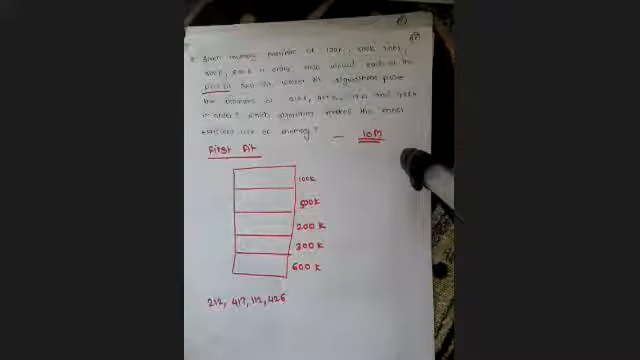 Given memory partitions of 100K, 500K, 200K,
300K, 600K in order. How would each of the
First fit Best fit Worst fit algorithms place
the processes of 212K, 417K, 112K and 426K
in order? Which algorithm makes the most
efficient use of memory? — 10M
First fit
100K
500K
200K
300K
600K
212, 417, 112, 426